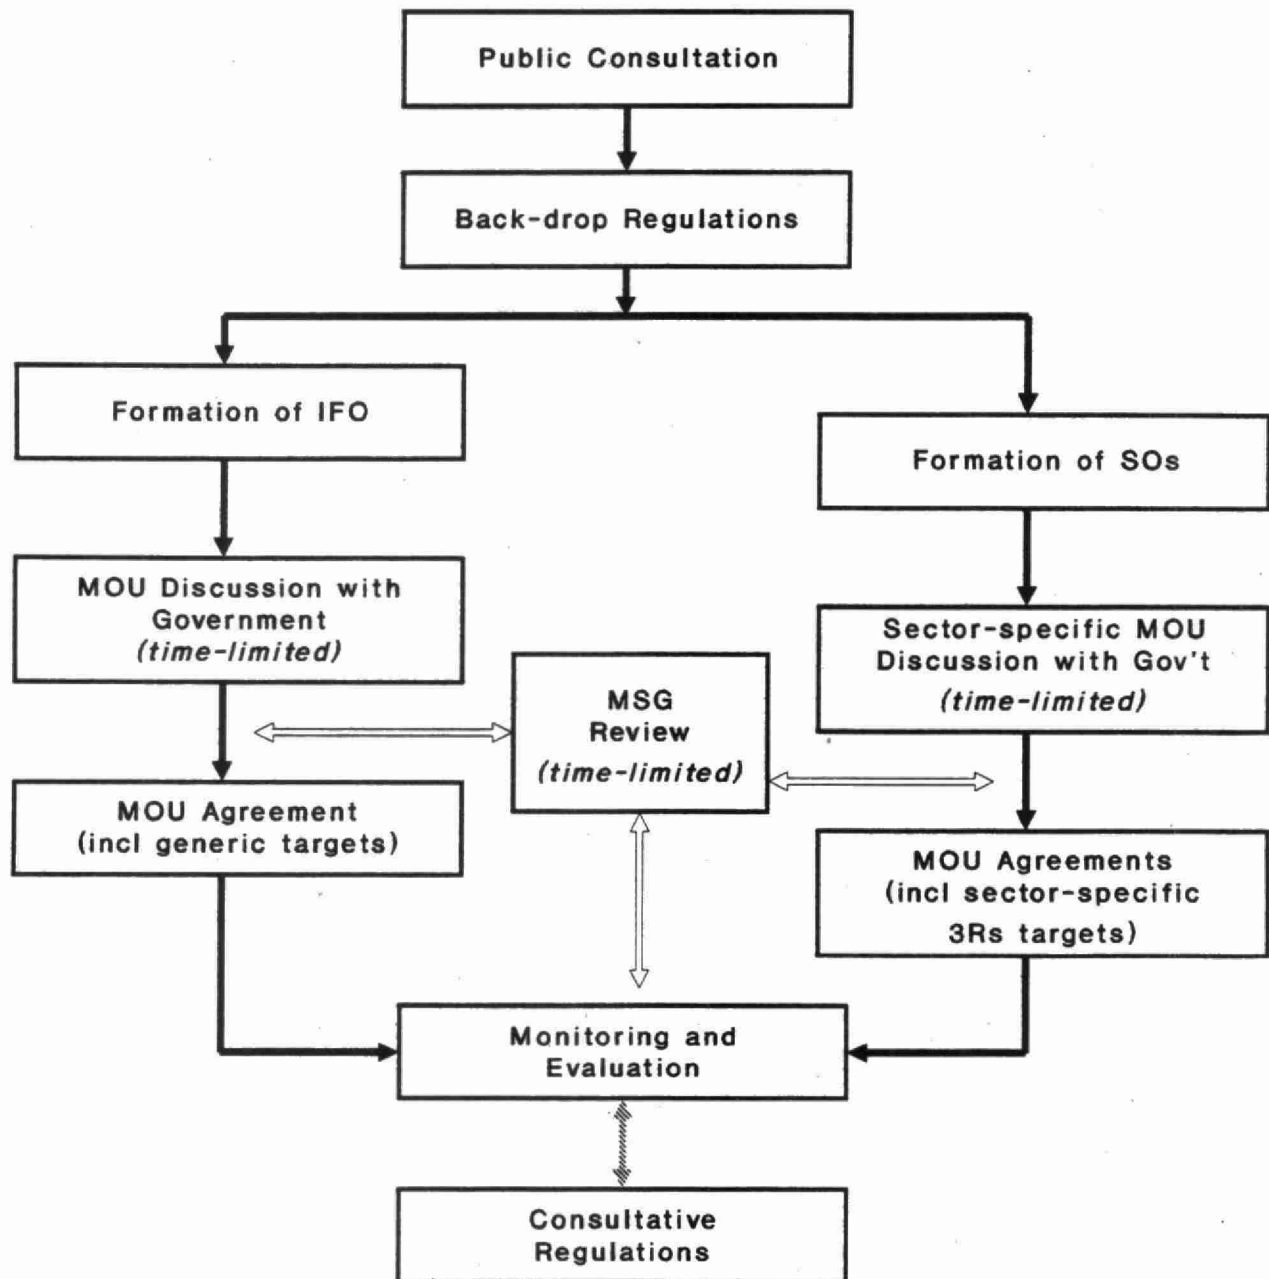 Public Consultation
Back-drop Regulations
Formation of IFO
Formation of SOs
MOU Discussion with
Government
(time-limited)
Sector-specific MOU
Discussion with Gov't
(time-limited)
MSG
Review
(time-limited)
MOU Agreement
(incl generic targets)
MOU Agreements
(incl sector-specific
3Rs targets)
Monitoring and
Evaluation
Consultative
Regulations